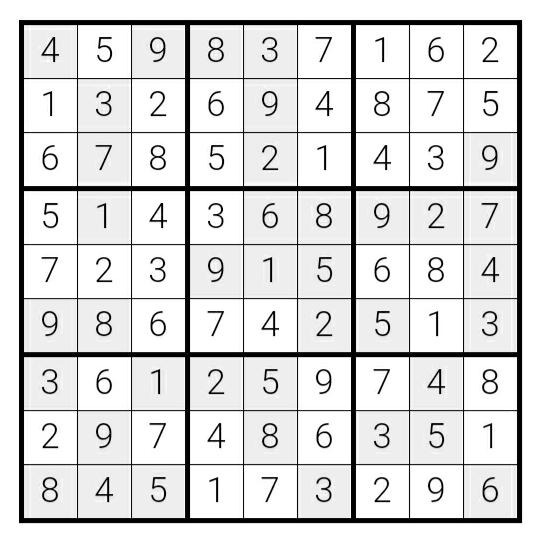 4 5 9 8 3 7 1 6 2
1 3 2 6 9 4 8 7 5
6 7 8 5 2 1 4 3 9
5 1 4 3 6 8 9 2 7
7 2 3 9 1 5 6 8 4
9 8 6 7 4 2 5 1 3
3 6 1 2 5 9 7 4 8
2 9 7 4 8 6 3 5 1
8 4 5 1 7 3 2 9 6